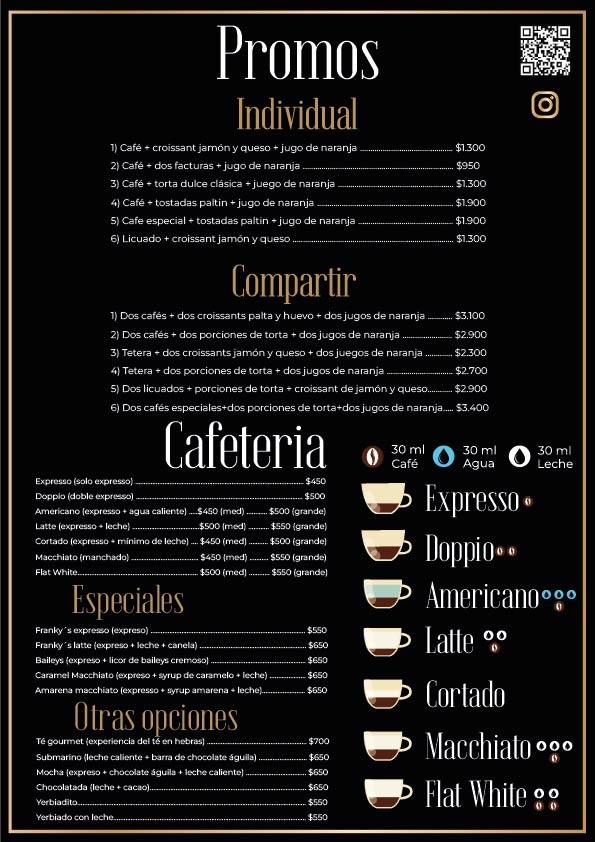 Promos
Individual
1) Café + croissant jamón y queso + jugo de naranja ........ $1.300
2) Café + dos facturas + jugo de naranja ........ $950
3) Café + torta dulce clásica + juego de naranja ........ $1.300
4) Café + tostadas paltin + jugo de naranja ........ $1.900
5) Cafe especial + tostadas paltin + jugo de naranja ........ $1.900
6) Licuado + croissant jamón y queso ........ $1.300
Compartir
1) Dos cafés + dos croissants palta y huevo + dos jugos de naranja ........ $3.100
2) Dos cafés + dos porciones de torta + dos jugos de naranja ........ $2.900
3) Tetera + dos croissants jamón y queso + dos juegos de naranja ........ $2.300
4) Tetera + dos porciones de torta + dos jugos de naranja ........ $2.700
5) Dos licuados + porciones de torta + croissant de jamón y queso........ $2.900
6) Dos cafés especiales+dos porciones de torta+dos jugos de naranja..... $3.400
Cafeteria
Expresso (solo expresso) ........ $450
Doppio (doble expresso) ........ $500
Americano (expresso + agua caliente) ....$450 (med) ........ $500 (grande)
Latte (expresso + leche) ........$500 (med) ........ $550 (grande)
Cortado (expresso + mínimo de leche) ... $450 (med) ........ $500 (grande)
Macchiato (manchado) ........ $450 (med) ........ $550 (grande)
Flat White........ $500 (med) ........ $550 (grande)
Especiales
Franky´s expresso (expreso) ........ $550
Franky´s latte (expreso + leche + canela) ........ $650
Baileys (expreso + licor de baileys cremoso) ........ $650
Caramel Macchiato (expreso + syrup de caramelo + leche) ........ $650
Amarena macchiato (expresso + syrup amarena + leche)........ $650
Otras opciones
Té gourmet (experiencia del té en hebras) ........ $700
Submarino (leche caliente + barra de chocolate águila) ........ $650
Mocha (expreso + chocolate águila + leche caliente) ........ $650
Chocolatada (leche + cacao)........ $650
Yerbiadito........ $550
Yerbiado con leche........ $550
30 ml Café
30 ml Agua
30 ml Leche
Expresso
Doppio
Americano
Latte
Cortado
Macchiato
Flat White